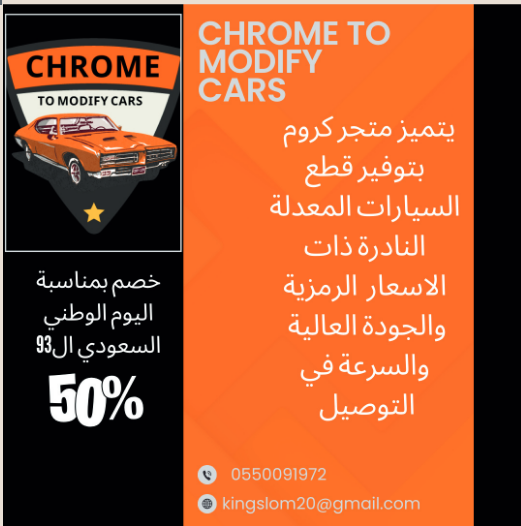 CHROME
TO MODIFY CARS
خصم بمناسبة
اليوم الوطني
السعودي ال93
50%
CHROME TO
MODIFY
CARS
يتميز متجر كروم
بتوفير قطع
السيارات المعدلة
النادرة ذات
الاسعار الرمزية
والجودة العالية
والسرعة في
التوصيل
0550091972
kingslom20@gmail.com